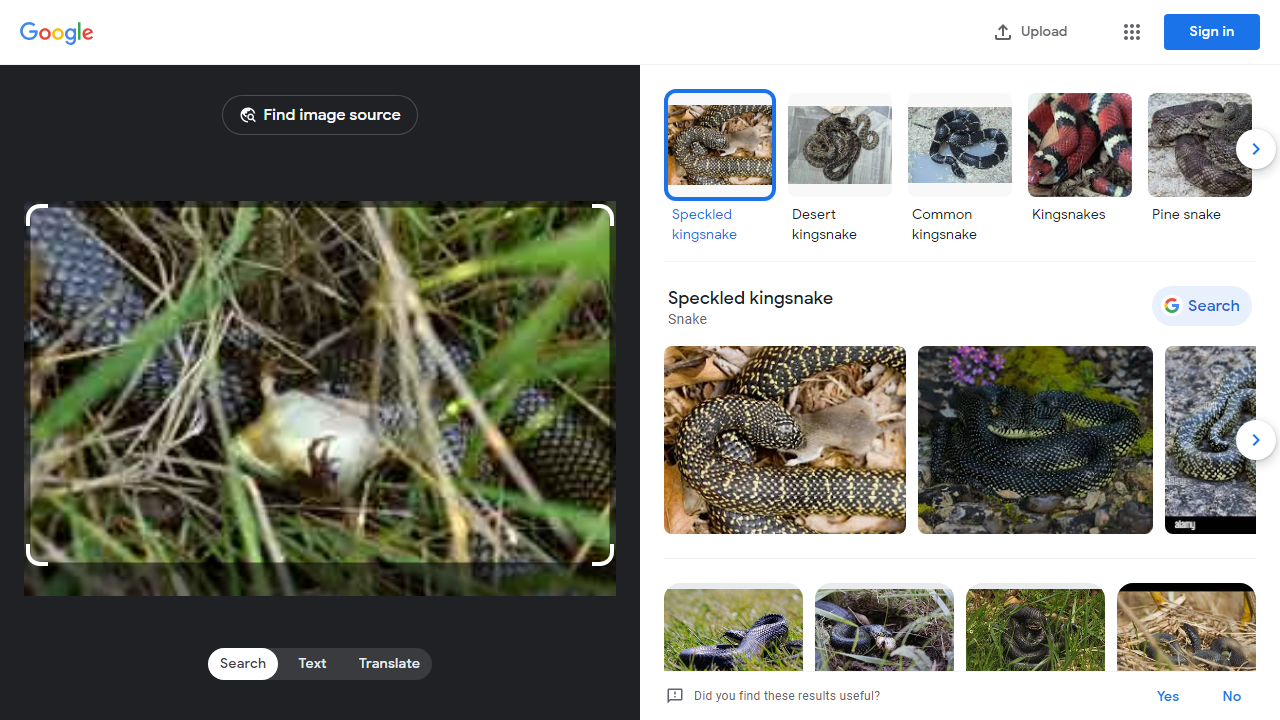 Google
Upload
Sign in
Find image source
Speckled
kingsnake
Desert
kingsnake
Common
kingsnake
Kingsnakes
Pine snake
Speckled kingsnake
Snake
Search
alamy
Search
Text
Translate
Did you find these results useful?
Yes
No